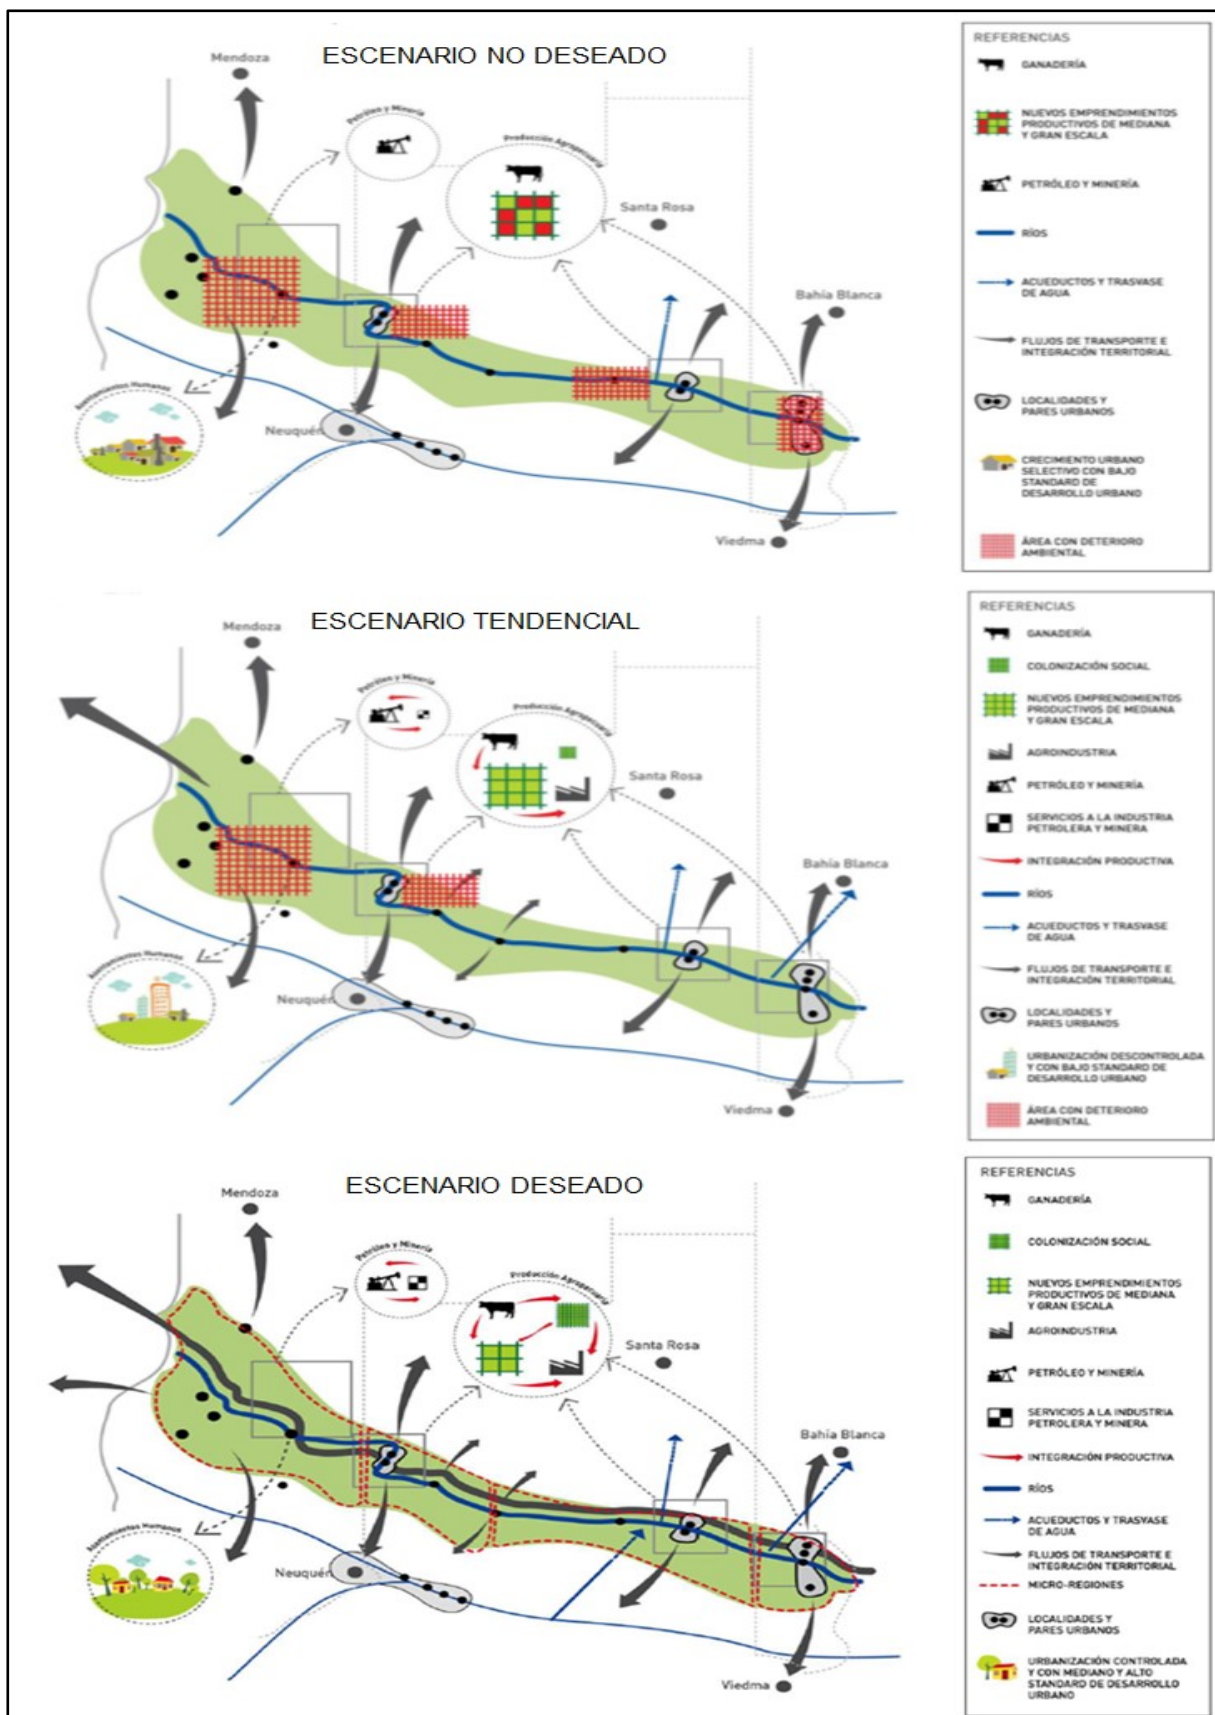 ESCENARIO NO DESEADO
Mendoza
Petróleo y Minería
Producción Agropecuaria
Santa Rosa
Bahía Blanca
Asentamientos Humanos
Neuquén
Viedma
REFERENCIAS
GANADERÍA
NUEVOS EMPRENDIMIENTOS
PRODUCTIVOS DE MEDIANA
Y GRAN ESCALA
PETRÓLEO Y MINERÍA
RÍOS
ACUEDUCTOS Y TRASVASE
DE AGUA
FLUJOS DE TRANSPORTE E
INTEGRACIÓN TERRITORIAL
LOCALIDADES Y
PARES URBANOS
CRECIMIENTO URBANO
SELECTIVO CON BAJO
STANDARD DE
DESARROLLO URBANO
ÁREA CON DETERIORO
AMBIENTAL
ESCENARIO TENDENCIAL
Mendoza
Petróleo y Minería
Producción Agropecuaria
Santa Rosa
Bahía Blanca
Asentamientos Humanos
Neuquén
Viedma
REFERENCIAS
GANADERÍA
COLONIZACIÓN SOCIAL
NUEVOS EMPRENDIMIENTOS
PRODUCTIVOS DE MEDIANA
Y GRAN ESCALA
AGROINDUSTRIA
PETRÓLEO Y MINERÍA
SERVICIOS A LA INDUSTRIA
PETROLERA Y MINERA
INTEGRACIÓN PRODUCTIVA
RÍOS
ACUEDUCTOS Y TRASVASE
DE AGUA
FLUJOS DE TRANSPORTE E
INTEGRACIÓN TERRITORIAL
LOCALIDADES Y
PARES URBANOS
URBANIZACIÓN DESCONTROLADA
Y CON BAJO STANDARD DE
DESARROLLO URBANO
ÁREA CON DETERIORO
AMBIENTAL
ESCENARIO DESEADO
Mendoza
Petróleo y Minería
Producción Agropecuaria
Santa Rosa
Bahía Blanca
Asentamientos Humanos
Neuquén
Viedma
REFERENCIAS
GANADERÍA
COLONIZACIÓN SOCIAL
NUEVOS EMPRENDIMIENTOS
PRODUCTIVOS DE MEDIANA
Y GRAN ESCALA
AGROINDUSTRIA
PETRÓLEO Y MINERÍA
SERVICIOS A LA INDUSTRIA
PETROLERA Y MINERA
INTEGRACIÓN PRODUCTIVA
RÍOS
ACUEDUCTOS Y TRASVASE
DE AGUA
FLUJOS DE TRANSPORTE E
INTEGRACIÓN TERRITORIAL
MICRO-REGIONES
LOCALIDADES Y
PARES URBANOS
URBANIZACIÓN CONTROLADA
Y CON MEDIANO Y ALTO
STANDARD DE DESARROLLO
URBANO